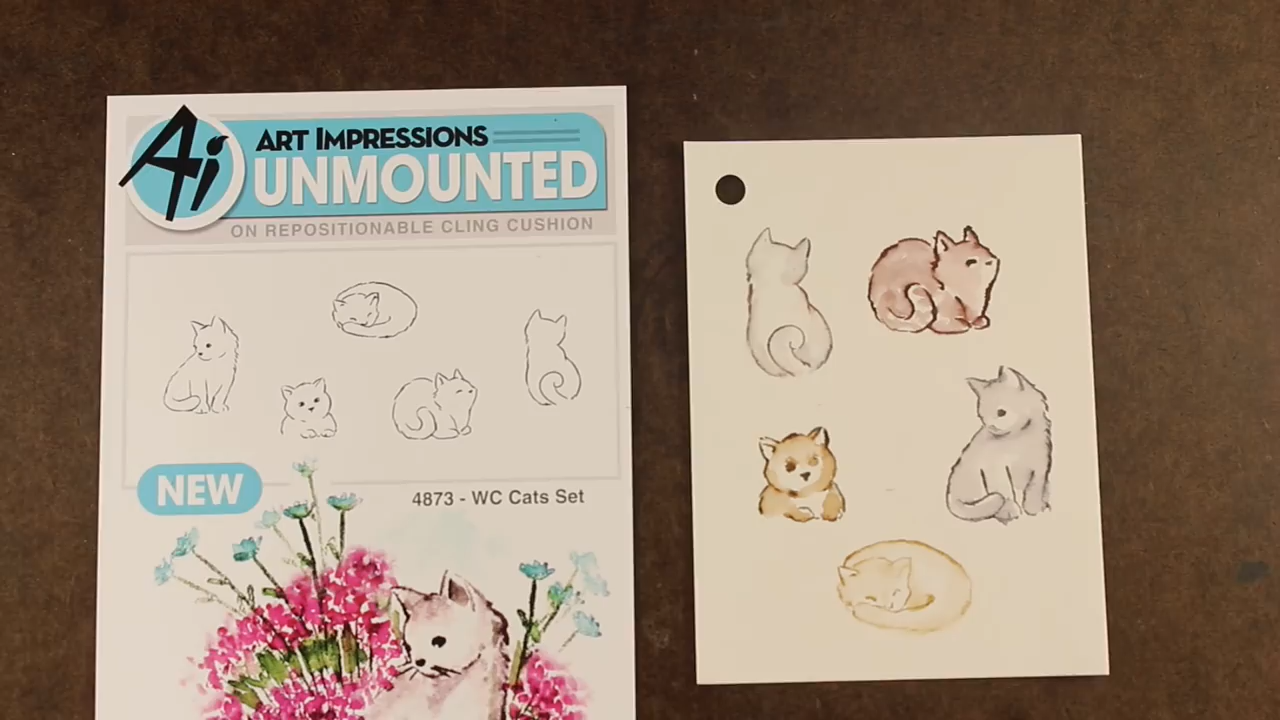 Ai
ART IMPRESSIONS
UNMOUNTED
ON REPOSITIONABLE CLING CUSHION
NEW
4873 - WC Cats Set